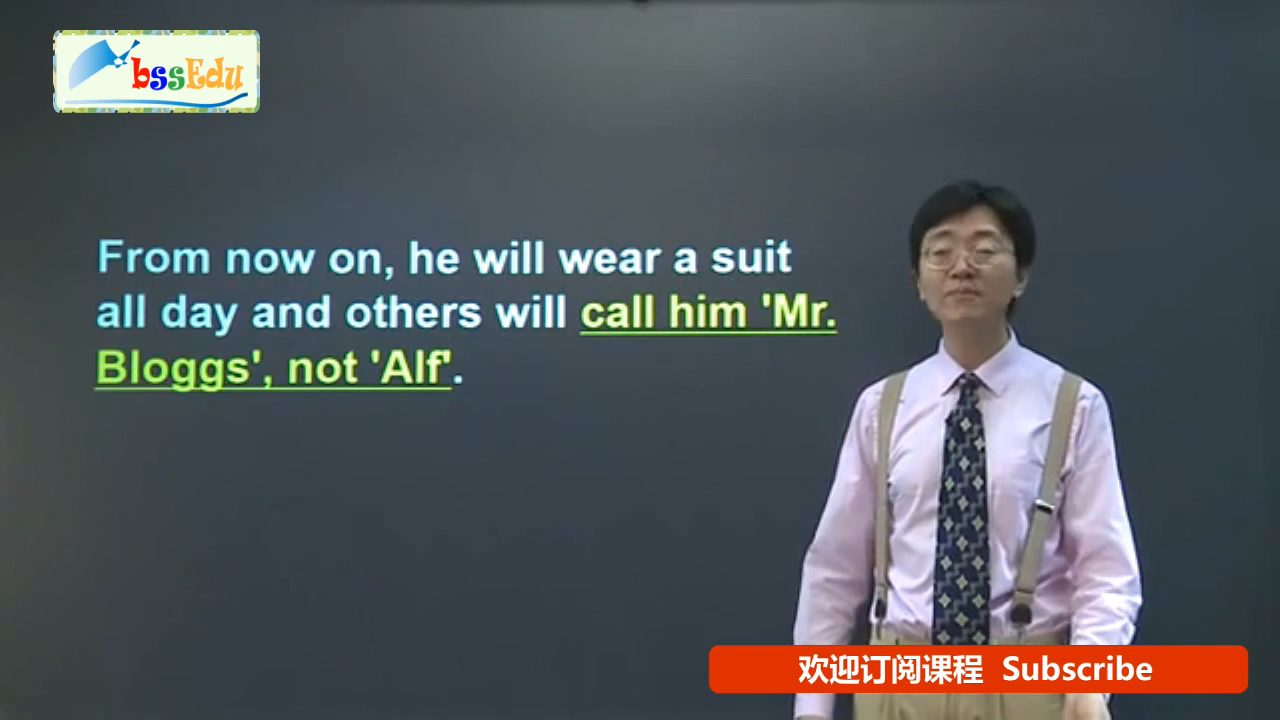 bssEdu
From now on, he will wear a suit
all day and others will call him 'Mr.
Bloggs', not 'Alf'.
欢迎订阅课程 Subscribe